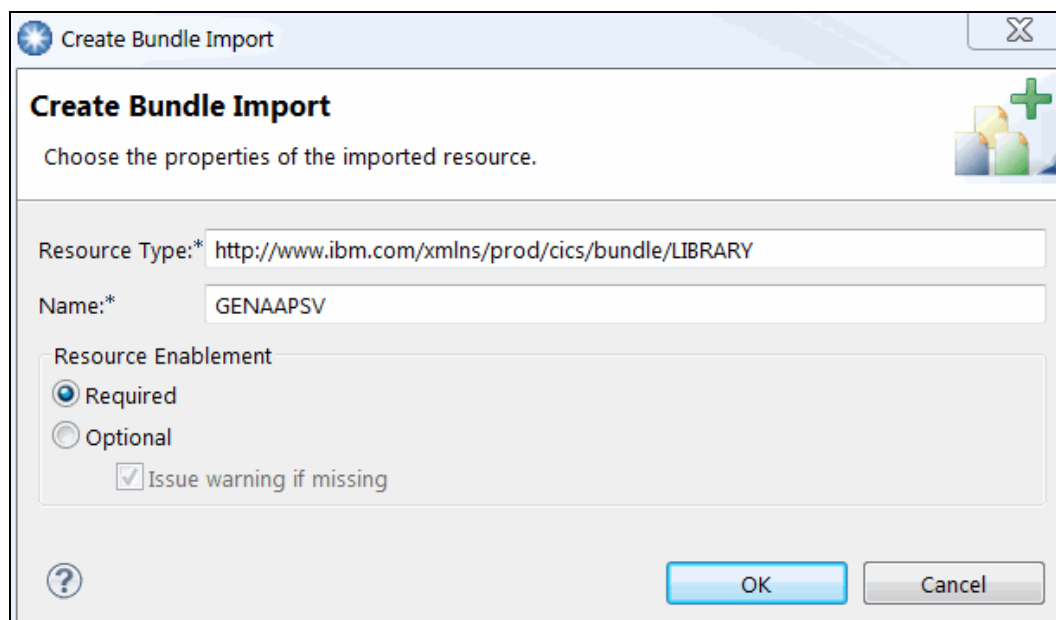 Create Bundle Import
Create Bundle Import
Choose the properties of the imported resource.
Resource Type:* http://www.ibm.com/xmlns/prod/cics/bundle/LIBRARY
Name:* GENAAPSV
Resource Enablement
Required
Optional
Issue warning if missing
? OK Cancel